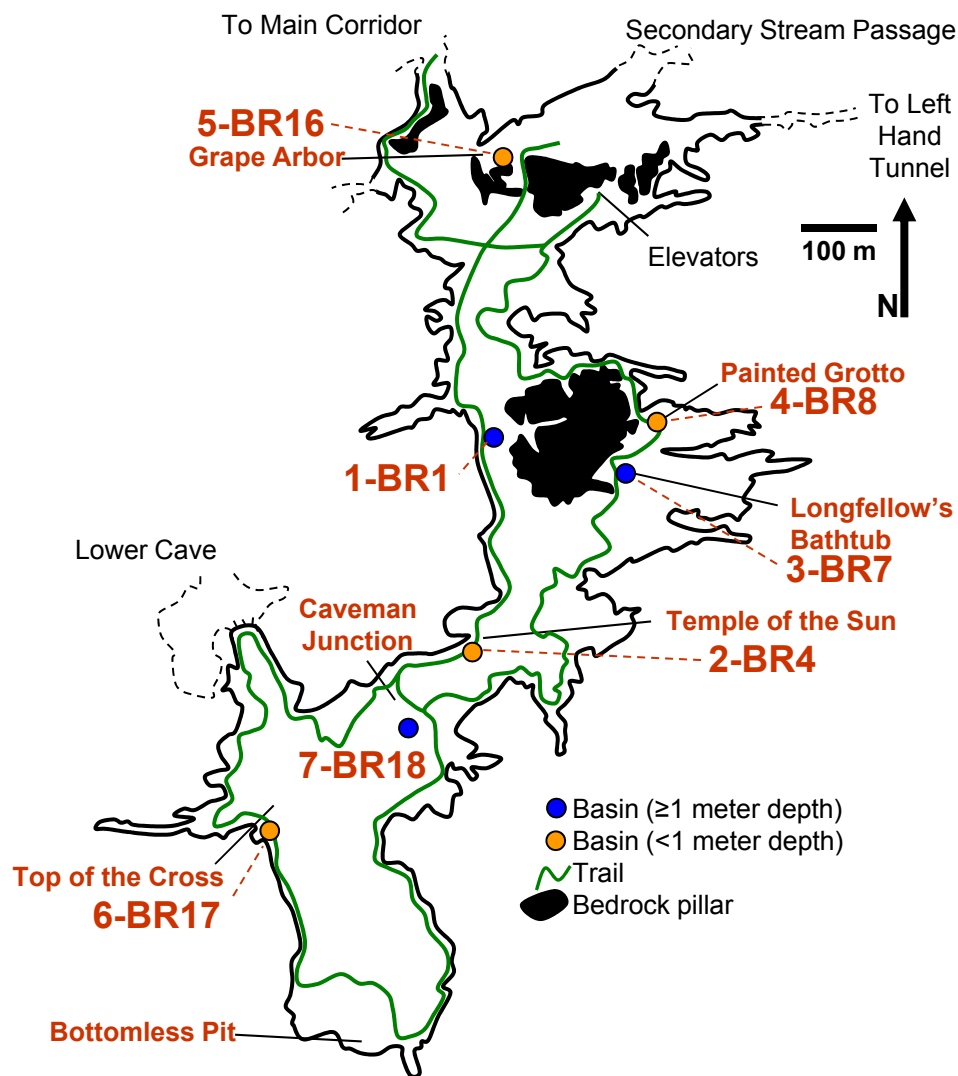 To Main Corridor
Secondary Stream Passage
To Left
Hand
Tunnel
5-BR16
Grape Arbor
Elevators
100 m
N
Painted Grotto
4-BR8
1-BR1
Longfellow's
Bathtub
3-BR7
Lower Cave
Caveman
Junction
Temple of the Sun
2-BR4
7-BR18
Basin (≥1 meter depth)
Basin (<1 meter depth)
Trail
Bedrock pillar
Top of the Cross
6-BR17
Bottomless Pit